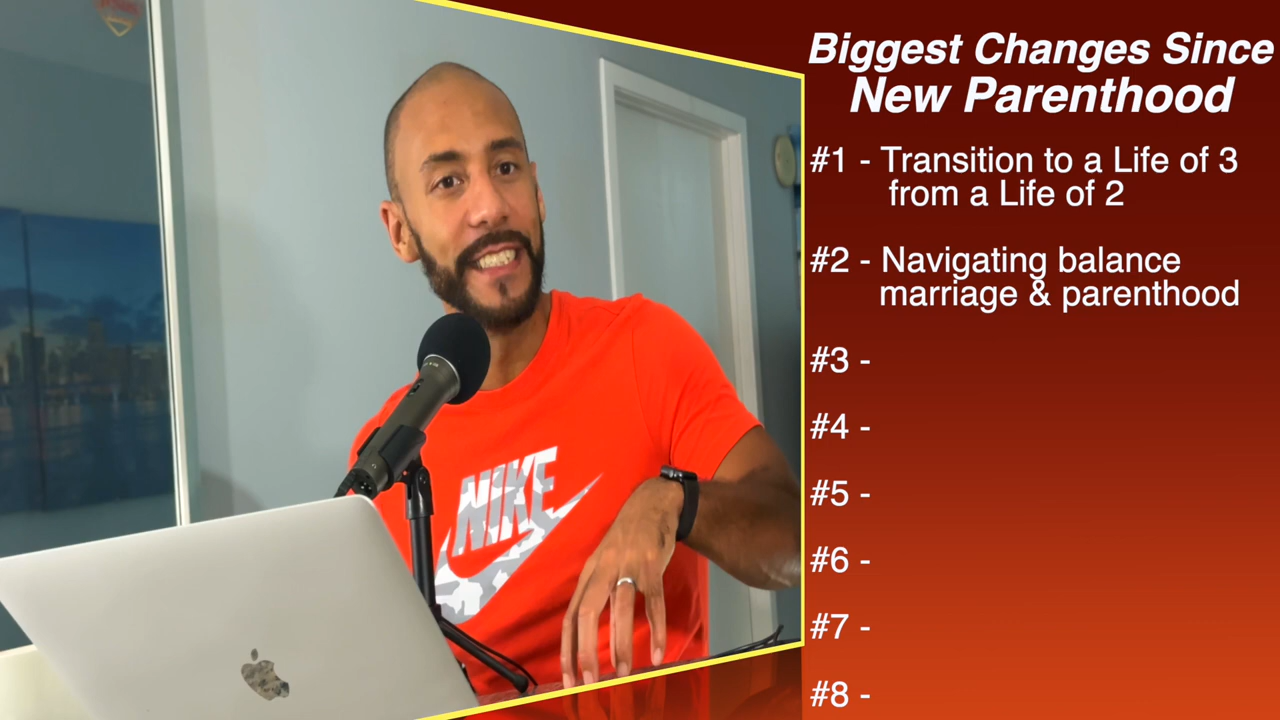 Biggest Changes Since
New Parenthood
#1 - Transition to a Life of 3
from a Life of 2
#2 - Navigating balance
marriage & parenthood
#3 -
#4 -
#5 -
#6 -
#7 -
#8 -
NIKE